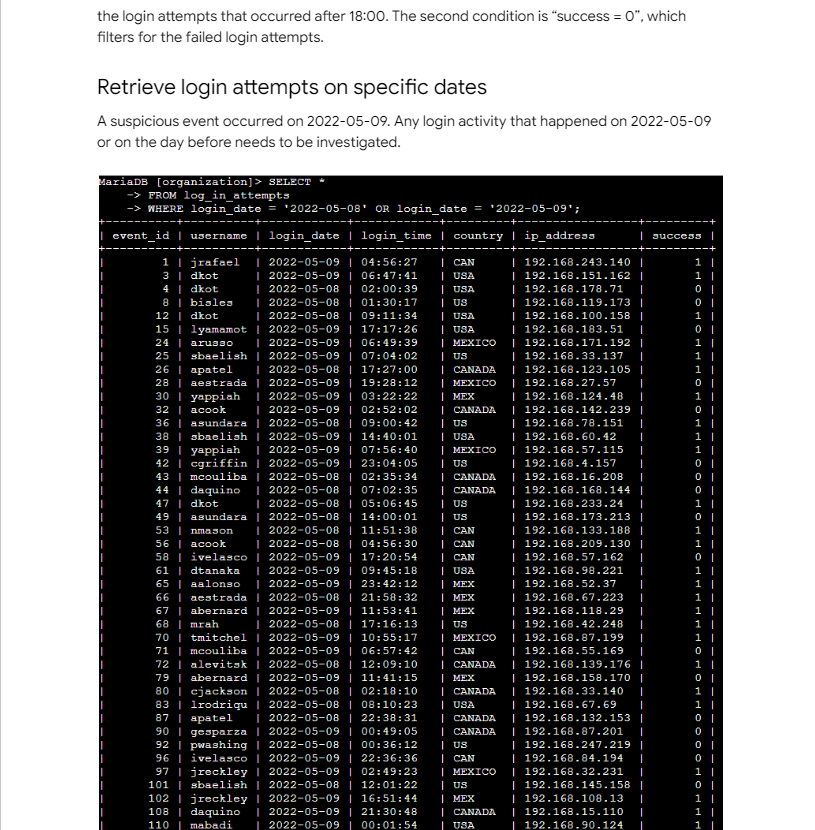 the login attempts that occurred after 18:00. The second condition is “success = 0”, which
filters for the failed login attempts.
Retrieve login attempts on specific dates
A suspicious event occurred on 2022-05-09. Any login activity that happened on 2022-05-09
or on the day before needs to be investigated.
MariaDB [organization]> SELECT *
-> FROM log_in_attempts
-> WHERE login_date = '2022-05-08' OR login_date = '2022-05-09';
| event_id | username | login_date | login_time | country | ip_address | success |
| 1 | jrafael | 2022-05-09 | 04:56:27 | CAN | 192.168.243.140 | 1 |
| 3 | dkot | 2022-05-09 | 06:47:41 | USA | 192.168.151.162 | 1 |
| 4 | dkot | 2022-05-08 | 02:00:39 | USA | 192.168.178.71 | 0 |
| 8 | bisles | 2022-05-08 | 01:30:17 | US | 192.168.119.173 | 0 |
| 12 | dkot | 2022-05-08 | 09:11:34 | USA | 192.168.100.158 | 1 |
| 15 | lyamamot | 2022-05-09 | 17:17:26 | USA | 192.168.183.51 | 0 |
| 24 | arusso | 2022-05-09 | 06:49:39 | MEXICO | 192.168.171.192 | 1 |
| 25 | sbaelish | 2022-05-09 | 07:04:02 | US | 192.168.33.137 | 1 |
| 26 | apatel | 2022-05-08 | 17:27:00 | CANADA | 192.168.123.105 | 1 |
| 28 | aestrada | 2022-05-09 | 19:28:12 | MEXICO | 192.168.27.57 | 0 |
| 30 | yappiah | 2022-05-09 | 03:22:22 | MEX | 192.168.124.48 | 1 |
| 32 | acook | 2022-05-09 | 02:52:02 | CANADA | 192.168.142.239 | 0 |
| 36 | asundara | 2022-05-08 | 09:00:42 | US | 192.168.78.151 | 1 |
| 38 | sbaelish | 2022-05-09 | 14:40:01 | USA | 192.168.60.42 | 1 |
| 39 | yappiah | 2022-05-09 | 07:56:40 | MEXICO | 192.168.57.115 | 1 |
| 42 | cgriffin | 2022-05-09 | 23:04:05 | US | 192.168.4.157 | 0 |
| 43 | mcouliba | 2022-05-08 | 02:35:34 | CANADA | 192.168.16.208 | 0 |
| 44 | daquino | 2022-05-08 | 07:02:35 | CANADA | 192.168.168.144 | 0 |
| 47 | dkot | 2022-05-08 | 05:06:45 | US | 192.168.233.24 | 1 |
| 49 | asundara | 2022-05-08 | 14:00:01 | US | 192.168.173.213 | 0 |
| 53 | nmason | 2022-05-08 | 11:51:38 | CAN | 192.168.133.188 | 1 |
| 56 | acook | 2022-05-08 | 04:56:30 | CAN | 192.168.209.130 | 1 |
| 58 | ivelasco | 2022-05-09 | 17:20:54 | CAN | 192.168.57.162 | 0 |
| 61 | dtanaka | 2022-05-09 | 09:45:18 | USA | 192.168.98.221 | 1 |
| 65 | aalonso | 2022-05-09 | 23:42:12 | MEX | 192.168.52.37 | 1 |
| 66 | aestrada | 2022-05-08 | 21:58:32 | MEX | 192.168.67.223 | 1 |
| 67 | abernard | 2022-05-09 | 11:53:41 | MEX | 192.168.118.29 | 1 |
| 68 | mrah | 2022-05-08 | 17:16:13 | US | 192.168.42.248 | 1 |
| 70 | tmitchel | 2022-05-09 | 10:55:17 | MEXICO | 192.168.87.199 | 1 |
| 71 | mcouliba | 2022-05-09 | 06:57:42 | CAN | 192.168.55.169 | 0 |
| 72 | alevitsk | 2022-05-08 | 12:09:10 | CANADA | 192.168.139.176 | 1 |
| 79 | abernard | 2022-05-09 | 11:41:15 | MEX | 192.168.158.170 | 0 |
| 80 | cjackson | 2022-05-08 | 02:18:10 | CANADA | 192.168.33.140 | 1 |
| 83 | lrodriqu | 2022-05-08 | 08:10:23 | USA | 192.168.67.69 | 1 |
| 87 | apatel | 2022-05-08 | 22:38:31 | CANADA | 192.168.132.153 | 0 |
| 90 | gesparza | 2022-05-09 | 00:49:05 | CANADA | 192.168.87.201 | 0 |
| 92 | pwashing | 2022-05-08 | 00:36:12 | US | 192.168.247.219 | 0 |
| 96 | ivelasco | 2022-05-09 | 22:36:36 | CAN | 192.168.84.194 | 0 |
| 97 | jreckley | 2022-05-09 | 02:49:23 | MEXICO | 192.168.32.231 | 1 |
| 101 | sbaelish | 2022-05-08 | 12:01:22 | US | 192.168.145.158 | 0 |
| 102 | jreckley | 2022-05-09 | 16:51:44 | MEX | 192.168.108.13 | 1 |
| 108 | daquino | 2022-05-09 | 21:30:48 | CANADA | 192.168.15.110 | 1 |
| 110 | mabadi | 2022-05-09 | 00:01:54 | USA | 192.168.90.124 | 1 |